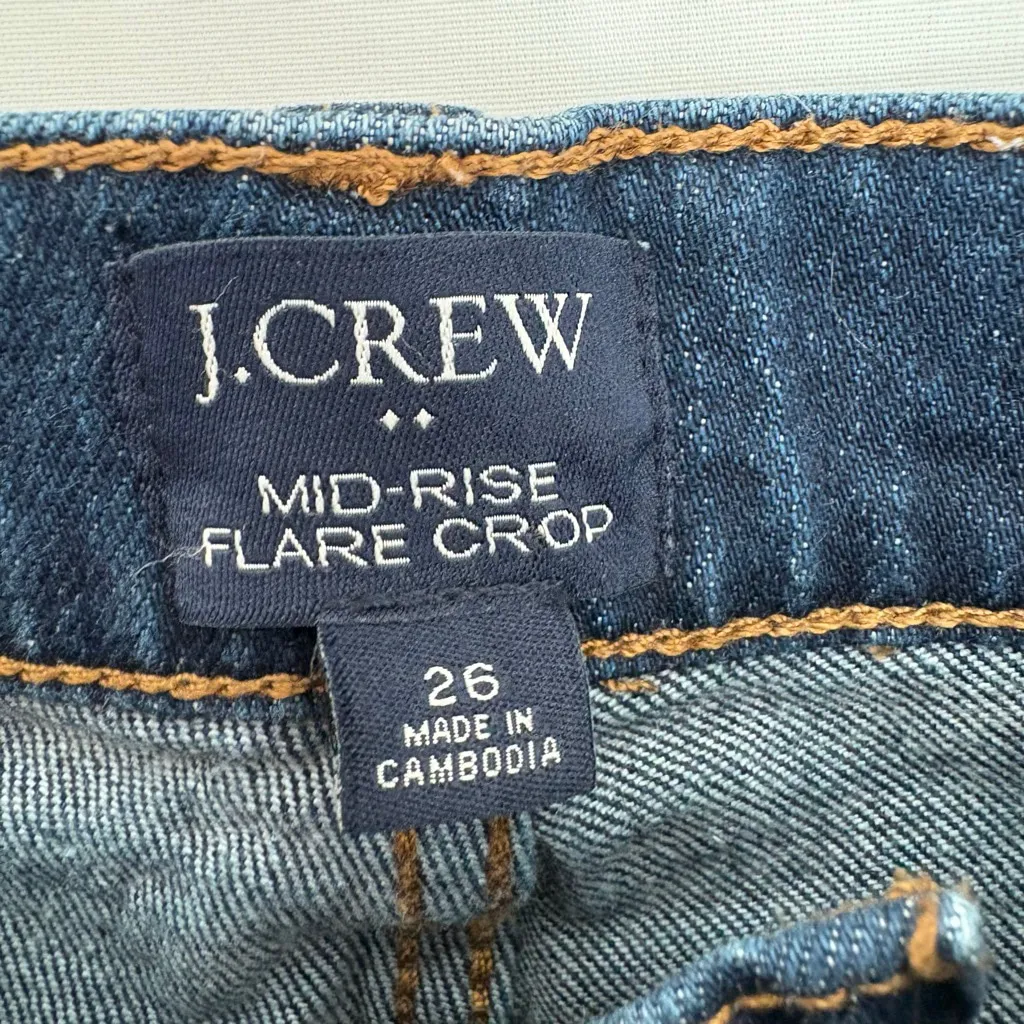 J.CREW
MID-RISE
FLARE CROP
26
MADE IN
CAMBODIA